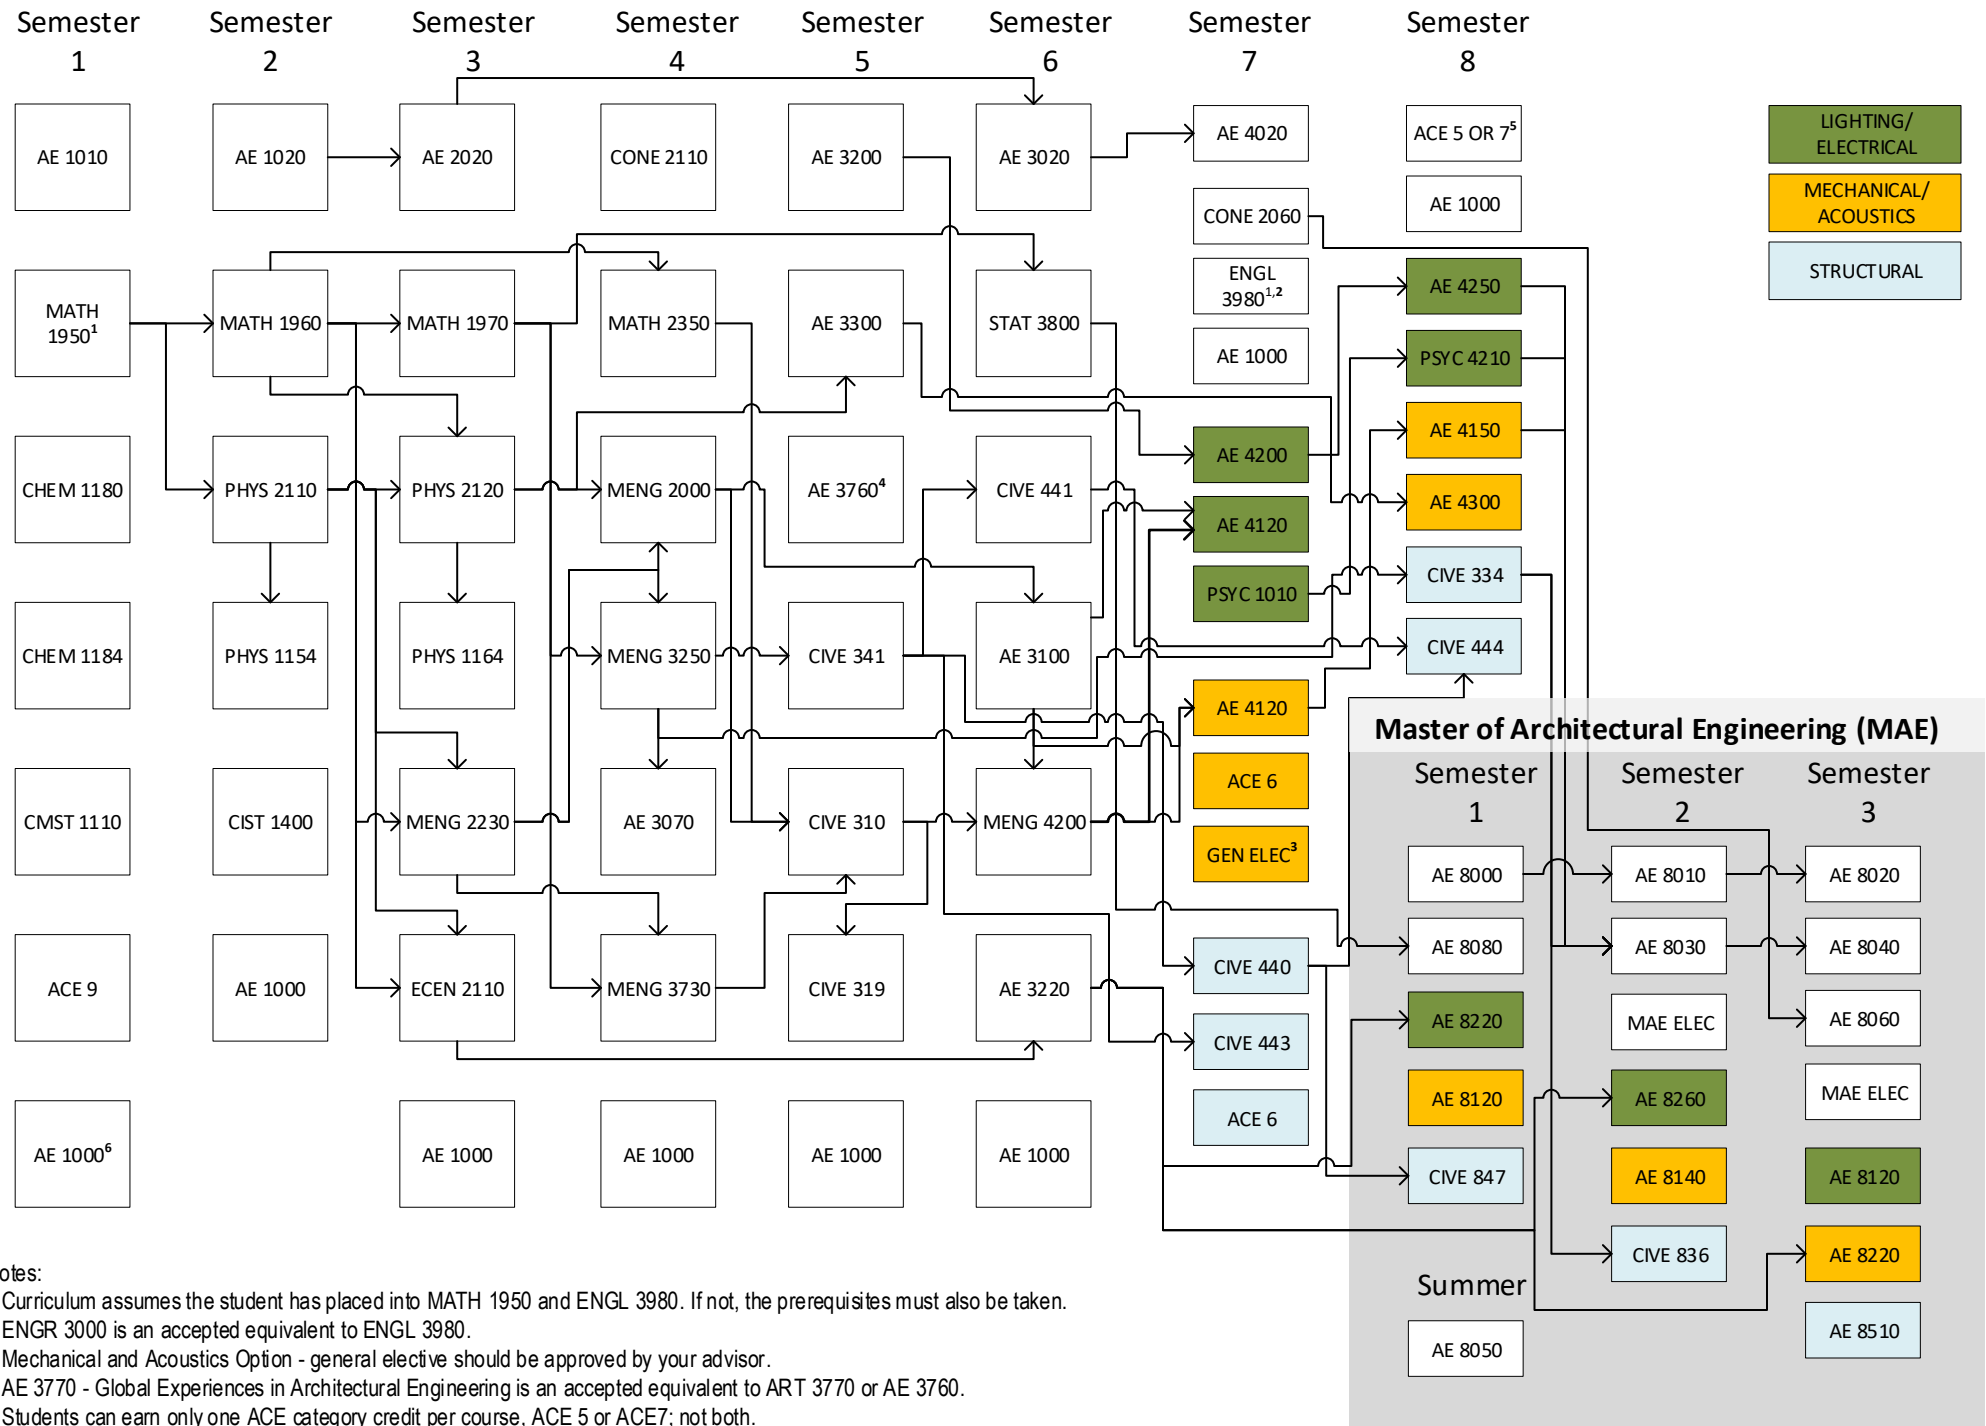 Semester 1
Semester 2
Semester 3
Semester 4
Semester 5
Semester 6
Semester 7
Semester 8
AE 1010
AE 1020
AE 2020
CONE 2110
AE 3200
AE 3020
AE 4020
ACE 5 OR 7⁵
LIGHTING/
ELECTRICAL
CONE 2060
AE 1000
MECHANICAL/
ACOUSTICS
STRUCTURAL
MATH
1950¹
MATH 1960
MATH 1970
MATH 2350
AE 3300
STAT 3800
ENGL
3980¹,²
AE 4250
AE 1000
PSYC 4210
CHEM 1180
PHYS 2110
PHYS 2120
MENG 2000
AE 3760⁴
CIVE 441
AE 4200
AE 4150
AE 4120
AE 4300
PSYC 1010
CIVE 334
CHEM 1184
PHYS 1154
PHYS 1164
MENG 3250
CIVE 341
AE 3100
AE 4120
CIVE 444
Master of Architectural Engineering (MAE)
CMST 1110
CIST 1400
MENG 2230
AE 3070
CIVE 310
MENG 4200
ACE 6
GEN ELEC³
Semester 1
Semester 2
Semester 3
AE 8000
AE 8010
AE 8020
ACE 9
AE 1000
ECEN 2110
MENG 3730
CIVE 319
AE 3220
CIVE 440
AE 8080
AE 8030
AE 8040
CIVE 443
AE 8220
MAE ELEC
AE 8060
ACE 6
AE 8120
AE 8260
MAE ELEC
AE 1000⁶
AE 1000
AE 1000
AE 1000
AE 1000
CIVE 847
AE 8140
AE 8120
CIVE 836
AE 8220
Summer
AE 8050
AE 8510
otes:
Curriculum assumes the student has placed into MATH 1950 and ENGL 3980. If not, the prerequisites must also be taken.
ENGR 3000 is an accepted equivalent to ENGL 3980.
Mechanical and Acoustics Option - general elective should be approved by your advisor.
AE 3770 - Global Experiences in Architectural Engineering is an accepted equivalent to ART 3770 or AE 3760.
Students can earn only one ACE category credit per course, ACE 5 or ACE7; not both.